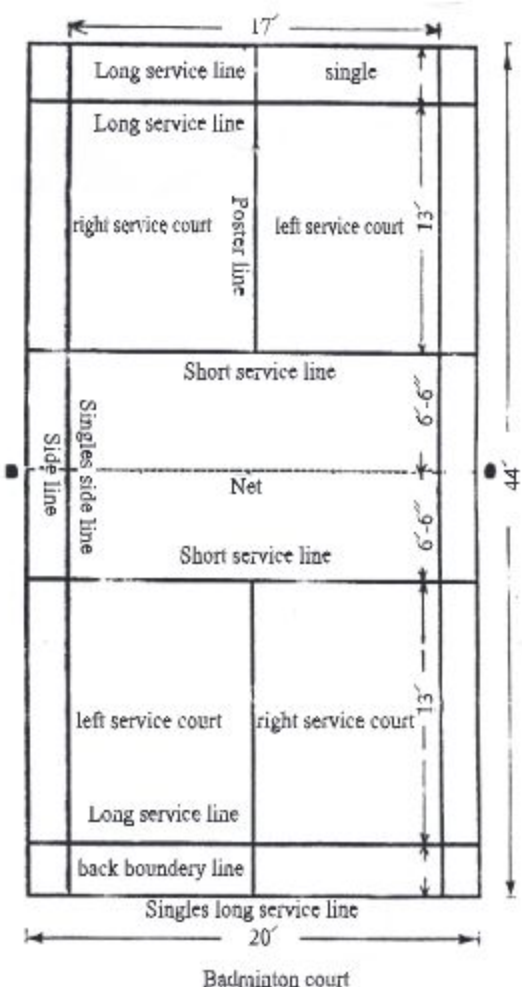 17′
Long service line single
Long service line
right service court
Poster line
left service court
13′
Short service line
6′-6″
Side line
Singles side line
Net
44′
6′-6″
Short service line
left service court
right service court
13′
Long service line
back boundery line
Singles long service line
20′
Badminton court